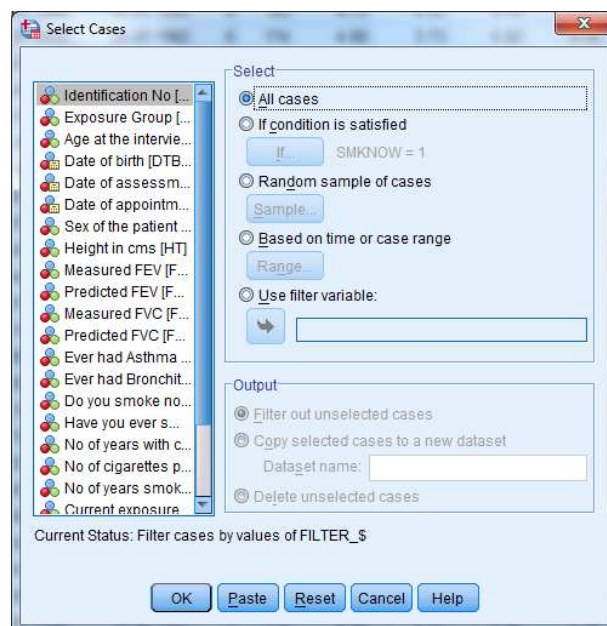 Select Cases
Identification No [...
Exposure Group [...
Age at the intervie...
Date of birth [DTB...
Date of assessm...
Date of appointm...
Sex of the patient ...
Height in cms [HT]
Measured FEV [F...
Predicted FEV [F...
Measured FVC [F...
Predicted FVC [F...
Ever had Asthma ...
Ever had Bronchit...
Do you smoke no...
Have you ever s...
No of years with c...
No of cigarettes p...
No of years smok...
Current exposure
Select
All cases
If condition is satisfied
If... SMKNOW = 1
Random sample of cases
Sample...
Based on time or case range
Range...
Use filter variable:
Output
Filter out unselected cases
Copy selected cases to a new dataset
Dataset name:
Delete unselected cases
Current Status: Filter cases by values of FILTER_$
OK Paste Reset Cancel Help